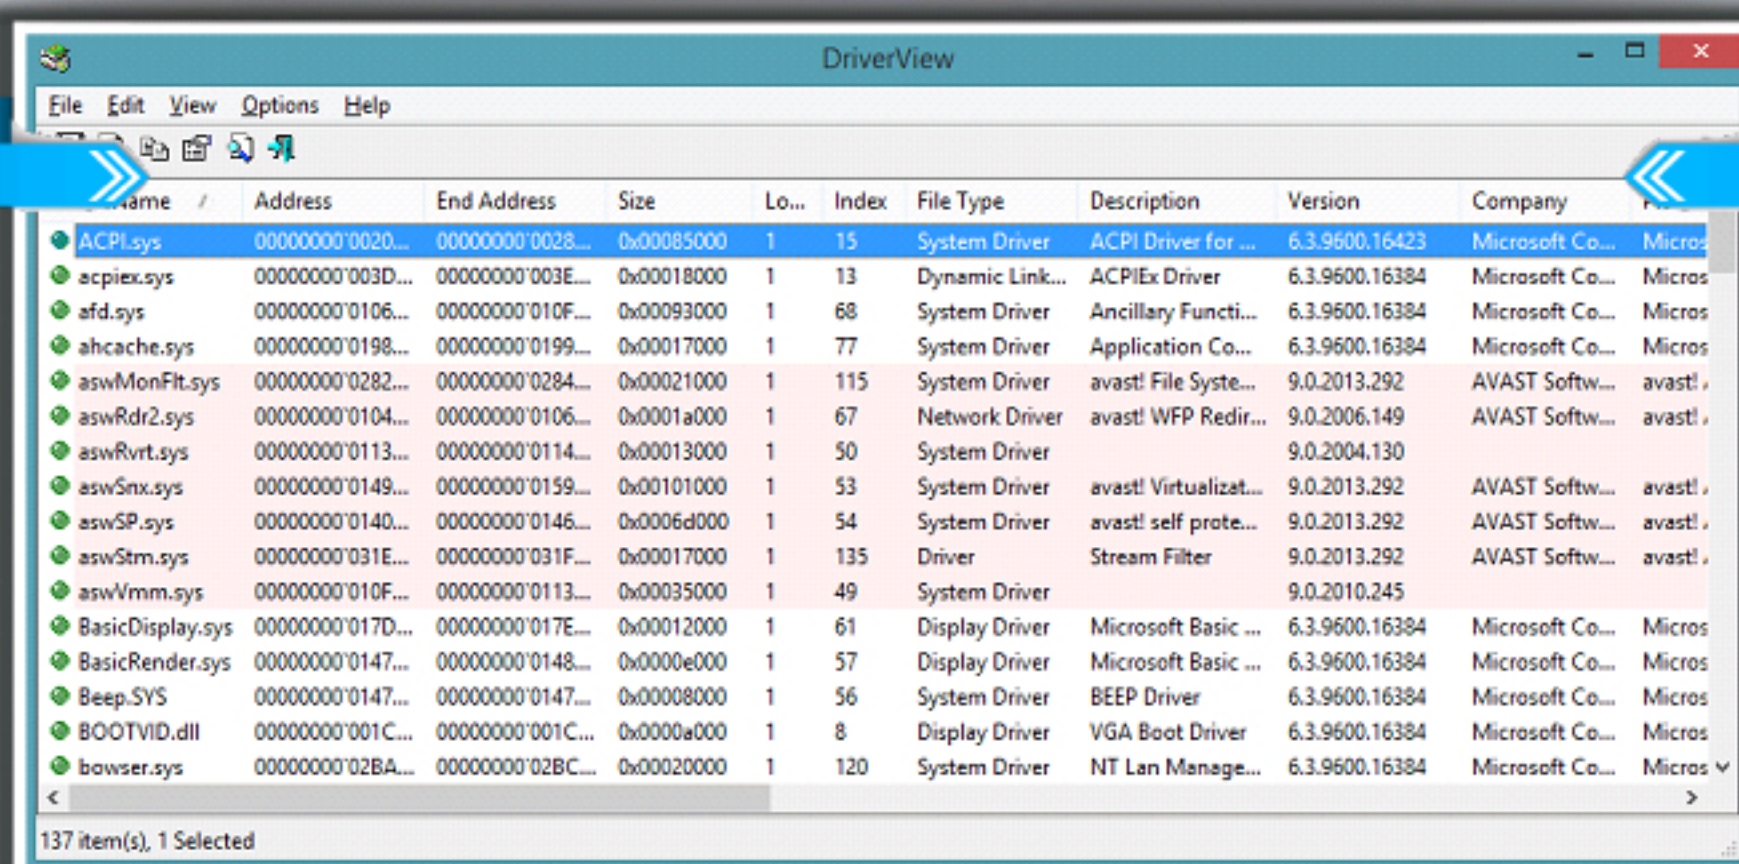 DriverView
File Edit View Options Help
Name / Address End Address Size Lo... Index File Type Description Version Company
ACPI.sys 00000000`0020... 00000000`0028... 0x00085000 1 15 System Driver ACPI Driver for ... 6.3.9600.16423 Microsoft Co... Micros
acpiex.sys 00000000`003D... 00000000`003E... 0x00018000 1 13 Dynamic Link... ACPIEx Driver 6.3.9600.16384 Microsoft Co... Micros
afd.sys 00000000`0106... 00000000`010F... 0x00093000 1 68 System Driver Ancillary Functi... 6.3.9600.16384 Microsoft Co... Micros
ahcache.sys 00000000`0198... 00000000`0199... 0x00017000 1 77 System Driver Application Co... 6.3.9600.16384 Microsoft Co... Micros
aswMonFlt.sys 00000000`0282... 00000000`0284... 0x00021000 1 115 System Driver avast! File Syste... 9.0.2013.292 AVAST Softw... avast!
aswRdr2.sys 00000000`0104... 00000000`0106... 0x0001a000 1 67 Network Driver avast! WFP Redir... 9.0.2006.149 AVAST Softw... avast!
aswRvrt.sys 00000000`0113... 00000000`0114... 0x00013000 1 50 System Driver 9.0.2004.130
aswSnx.sys 00000000`0149... 00000000`0159... 0x00101000 1 53 System Driver avast! Virtualizat... 9.0.2013.292 AVAST Softw... avast!
aswSP.sys 00000000`0140... 00000000`0146... 0x0006d000 1 54 System Driver avast! self prote... 9.0.2013.292 AVAST Softw... avast!
aswStm.sys 00000000`031E... 00000000`031F... 0x00017000 1 135 Driver Stream Filter 9.0.2013.292 AVAST Softw... avast!
aswVmm.sys 00000000`010F... 00000000`0113... 0x00035000 1 49 System Driver 9.0.2010.245
BasicDisplay.sys 00000000`017D... 00000000`017E... 0x00012000 1 61 Display Driver Microsoft Basic ... 6.3.9600.16384 Microsoft Co... Micros
BasicRender.sys 00000000`0147... 00000000`0148... 0x0000e000 1 57 Display Driver Microsoft Basic ... 6.3.9600.16384 Microsoft Co... Micros
Beep.SYS 00000000`0147... 00000000`0147... 0x00008000 1 56 System Driver BEEP Driver 6.3.9600.16384 Microsoft Co... Micros
BOOTVID.dll 00000000`001C... 00000000`001C... 0x0000a000 1 8 Display Driver VGA Boot Driver 6.3.9600.16384 Microsoft Co... Micros
bowser.sys 00000000`02BA... 00000000`02BC... 0x00020000 1 120 System Driver NT Lan Manage... 6.3.9600.16384 Microsoft Co... Micros
137 item(s), 1 Selected